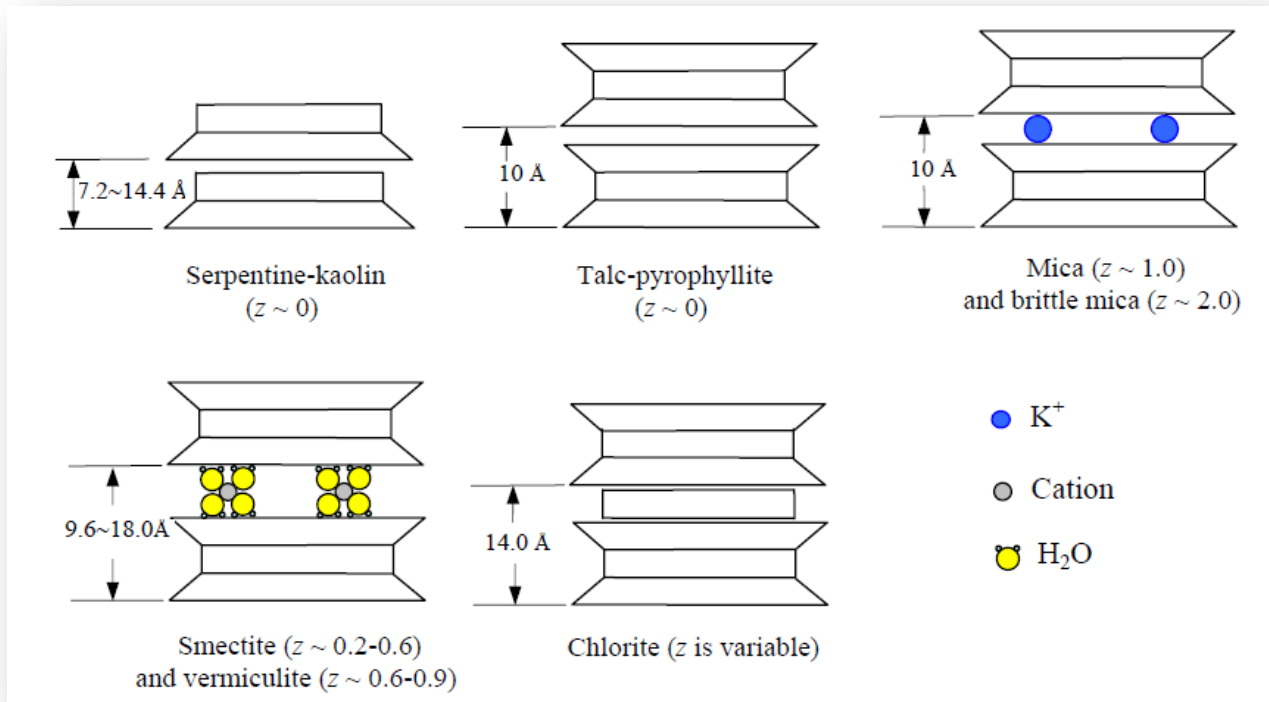 7.2~14.4 Å
Serpentine-kaolin
(z ~ 0)
10 Å
Talc-pyrophyllite
(z ~ 0)
10 Å
Mica (z ~ 1.0)
and brittle mica (z ~ 2.0)
9.6~18.0Å
Smectite (z ~ 0.2-0.6)
and vermiculite (z ~ 0.6-0.9)
14.0 Å
Chlorite (z is variable)
K⁺
Cation
H₂O